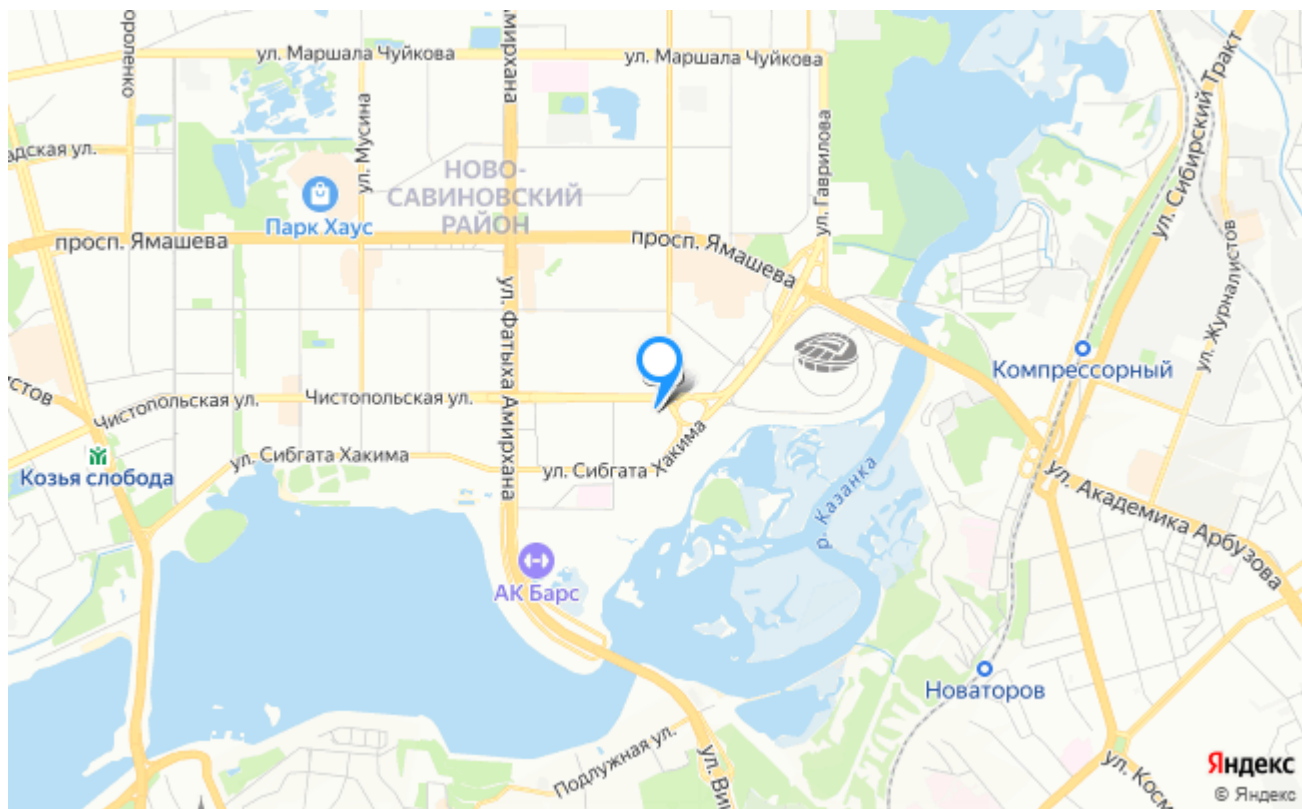 ул. Маршала Чуйкова
ул. Маршала Чуйкова
Амирхана
ороленко
адская ул.
ул. Мусина
ул. Гаврилова
ул. Сибирский Тракт
НОВО-
САВИНОВСКИЙ
РАЙОН
Парк Хаус
просп. Ямашева
просп. Ямашева
ул. Журналистов
ул. Фатыха Амирхана
Компрессорный
истов
Чистопольская ул.
Чистопольская ул.
ул. Сибгата Хакима
ул. Сибгата Хакима
Козья слобода
р. Казанка
ул. Академика Арбузова
АК Барс
Новаторов
Подлужная ул.
ул. Ви
ул. Косм
Яндекс
© Яндекс